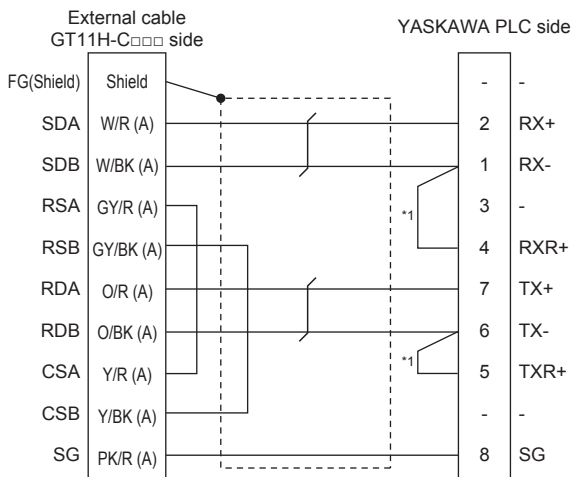 External cable
GT11H-C□□□ side
YASKAWA PLC side
FG(Shield) Shield - -
SDA W/R (A) 2 RX+
SDB W/BK (A) 1 RX-
RSA GY/R (A) *1 3 -
RSB GY/BK (A) 4 RXR+
RDA O/R (A) 7 TX+
RDB O/BK (A) 6 TX-
CSA Y/R (A) *1 5 TXR+
CSB Y/BK (A) - -
SG PK/R (A) 8 SG